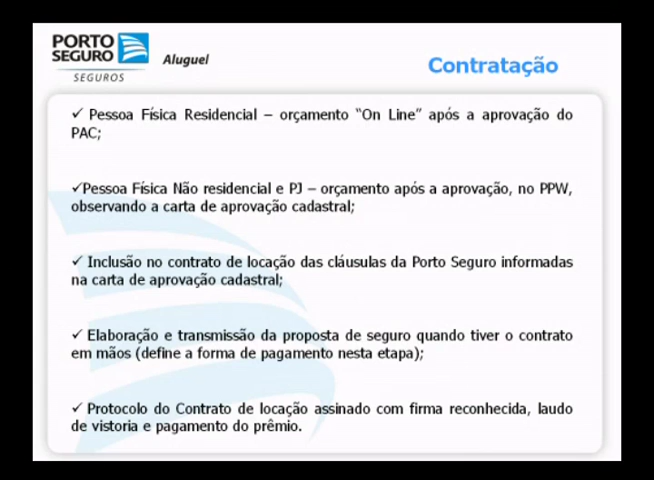 PORTO
SEGURO
SEGUROS
Aluguel
Contratação
✓ Pessoa Física Residencial – orçamento “On Line” após a aprovação do
PAC;
✓Pessoa Física Não residencial e PJ – orçamento após a aprovação, no PPW,
observando a carta de aprovação cadastral;
✓ Inclusão no contrato de locação das cláusulas da Porto Seguro informadas
na carta de aprovação cadastral;
✓ Elaboração e transmissão da proposta de seguro quando tiver o contrato
em mãos (define a forma de pagamento nesta etapa);
✓ Protocolo do Contrato de locação assinado com firma reconhecida, laudo
de vistoria e pagamento do prêmio.